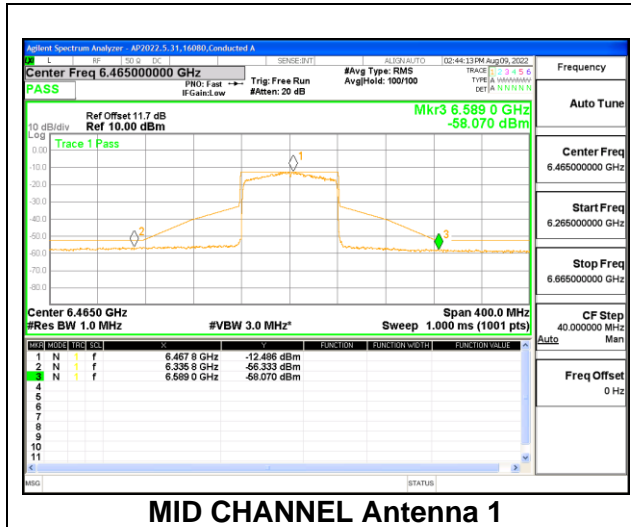 Agilent Spectrum Analyzer - AP2022.5.31,16080,Conducted A
L RF 50 Ω DC SENSE:INT ALIGN AUTO 02:44:13 PM Aug 09, 2022
Center Freq 6.465000000 GHz #Avg Type: RMS TRACE 1 2 3 4 5 6
PASS PNO: Fast Trig: Free Run Avg|Hold: 100/100 TYPE A
IFGain:Low #Atten: 20 dB DET A N N N N N
Ref Offset 11.7 dB Mkr3 6.589 0 GHz
10 dB/div Ref 10.00 dBm -58.070 dBm
Log
Trace 1 Pass
0.00
1
-10.0
-20.0
-30.0
-40.0
2
3
-50.0
-60.0
-70.0
-80.0
Center 6.4650 GHz Span 400.0 MHz
#Res BW 1.0 MHz #VBW 3.0 MHz* Sweep 1.000 ms (1001 pts)
MKR MODE TRC SCL X Y FUNCTION FUNCTION WIDTH FUNCTION VALUE
1 N 1 f 6.467 8 GHz -12.486 dBm
2 N 1 f 6.335 8 GHz -56.333 dBm
3 N 1 f 6.589 0 GHz -58.070 dBm
4
5
6
7
8
9
10
11
MSG STATUS
Frequency
Auto Tune
Center Freq
6.465000000 GHz
Start Freq
6.265000000 GHz
Stop Freq
6.665000000 GHz
CF Step
40.000000 MHz
Auto Man
Freq Offset
0 Hz
MID CHANNEL Antenna 1